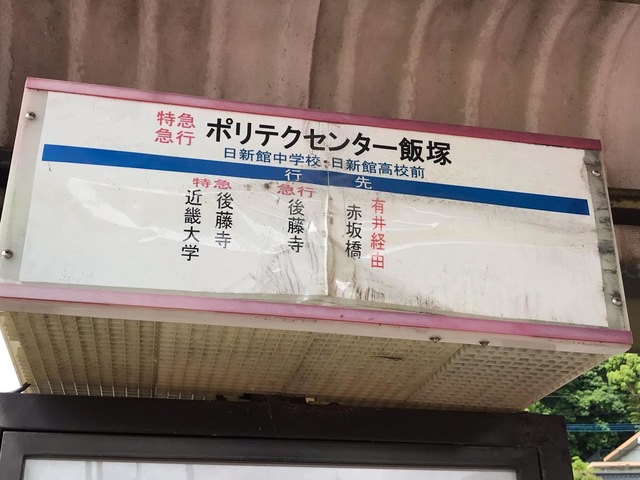 特急
急行
ポリテクセンター飯塚
日新館中学校・日新館高校前
行先
有井経由
赤坂橋
急行
後藤寺
特急
後藤寺
近畿大学